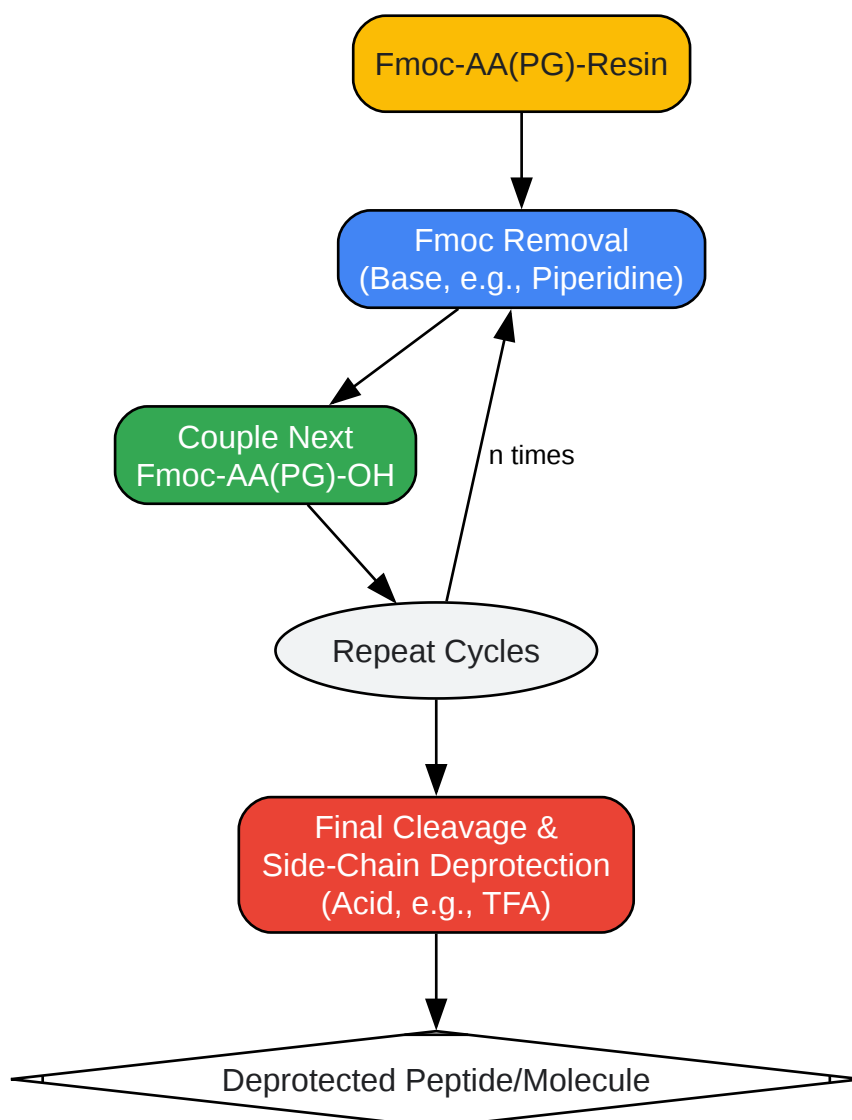 Fmoc-AA(PG)-Resin
Fmoc Removal
(Base, e.g., Piperidine)
Couple Next
Fmoc-AA(PG)-OH
n times
Repeat Cycles
Final Cleavage &
Side-Chain Deprotection
(Acid, e.g., TFA)
Deprotected Peptide/Molecule